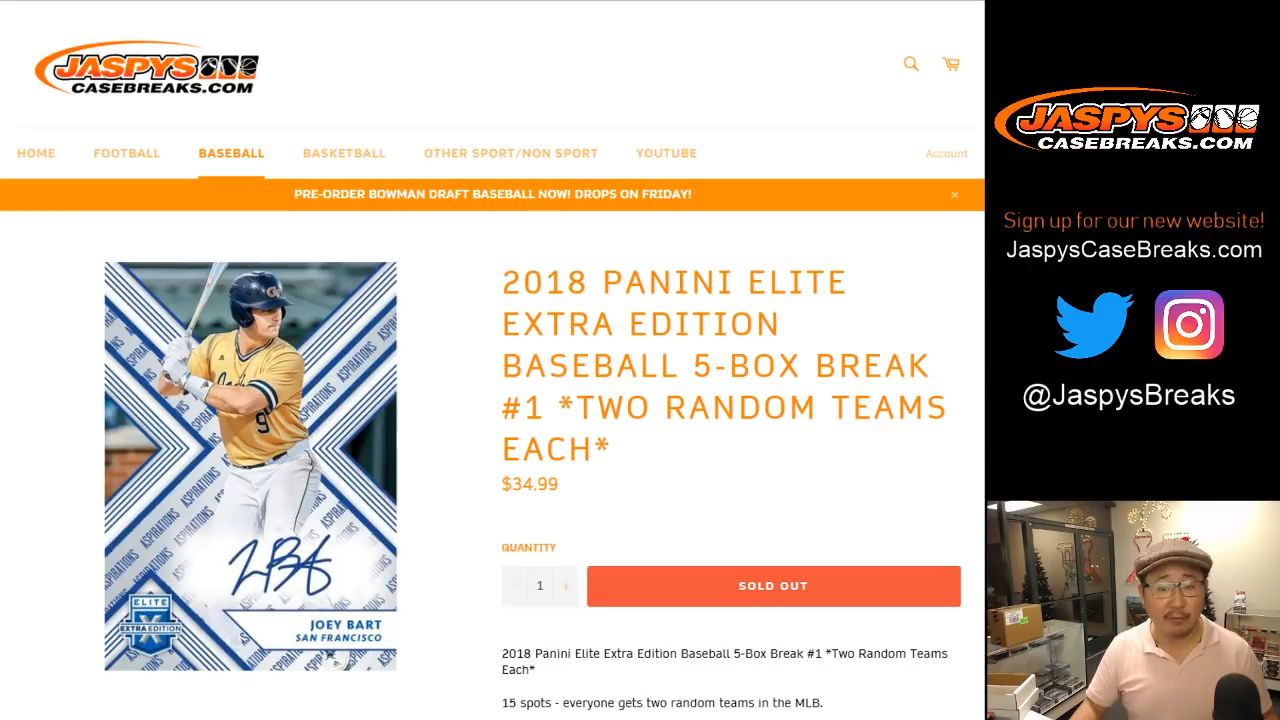 JASPYS
CASEBREAKS.COM
HOME FOOTBALL BASEBALL BASKETBALL OTHER SPORT/NON SPORT YOUTUBE Account
PRE-ORDER BOWMAN DRAFT BASEBALL NOW! DROPS ON FRIDAY! ×
2018 PANINI ELITE
EXTRA EDITION
BASEBALL 5-BOX BREAK
#1 *TWO RANDOM TEAMS
EACH*
$34.99
QUANTITY
- 1 +
SOLD OUT
2018 Panini Elite Extra Edition Baseball 5-Box Break #1 *Two Random Teams
Each*
15 spots - everyone gets two random teams in the MLB.
ASPIRATIONS
9
ELITE
EXTRA EDITION
X
JOEY BART
SAN FRANCISCO
JASPYS
CASEBREAKS.COM
Sign up for our new website!
JaspysCaseBreaks.com
@JaspysBreaks